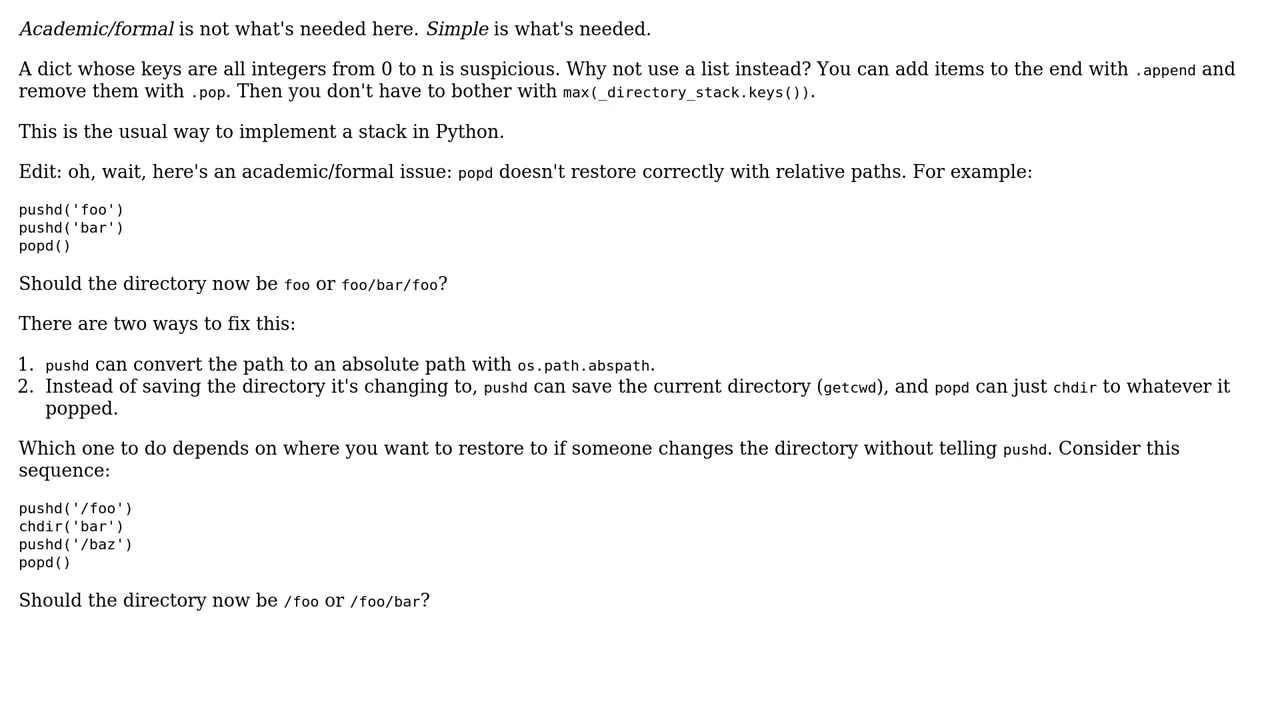 Academic/formal is not what's needed here. Simple is what's needed.
A dict whose keys are all integers from 0 to n is suspicious. Why not use a list instead? You can add items to the end with .append and
remove them with .pop. Then you don't have to bother with max(_directory_stack.keys()).
This is the usual way to implement a stack in Python.
Edit: oh, wait, here's an academic/formal issue: popd doesn't restore correctly with relative paths. For example:
pushd('foo')
pushd('bar')
popd()
Should the directory now be foo or foo/bar/foo?
There are two ways to fix this:
1. pushd can convert the path to an absolute path with os.path.abspath.
2. Instead of saving the directory it's changing to, pushd can save the current directory (getcwd), and popd can just chdir to whatever it
popped.
Which one to do depends on where you want to restore to if someone changes the directory without telling pushd. Consider this
sequence:
pushd('/foo')
chdir('bar')
pushd('/baz')
popd()
Should the directory now be /foo or /foo/bar?